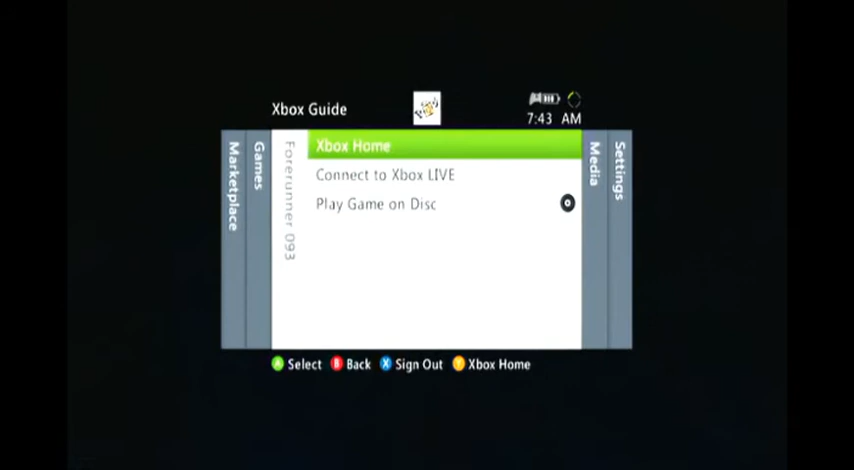 Xbox Guide
7:43 AM
Marketplace
Games
Forerunner 093
Xbox Home
Connect to Xbox LIVE
Play Game on Disc
Media
Settings
A Select B Back X Sign Out Y Xbox Home